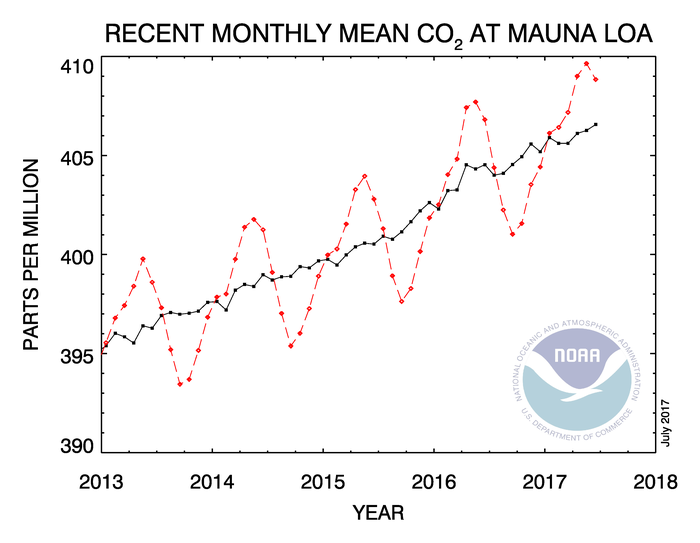 RECENT MONTHLY MEAN CO2 AT MAUNA LOA
410
405
400
395
390
PARTS PER MILLION
2013 2014 2015 2016 2017 2018
YEAR
NATIONAL OCEANIC AND ATMOSPHERIC ADMINISTRATION
NOAA
U.S. DEPARTMENT OF COMMERCE
July 2017